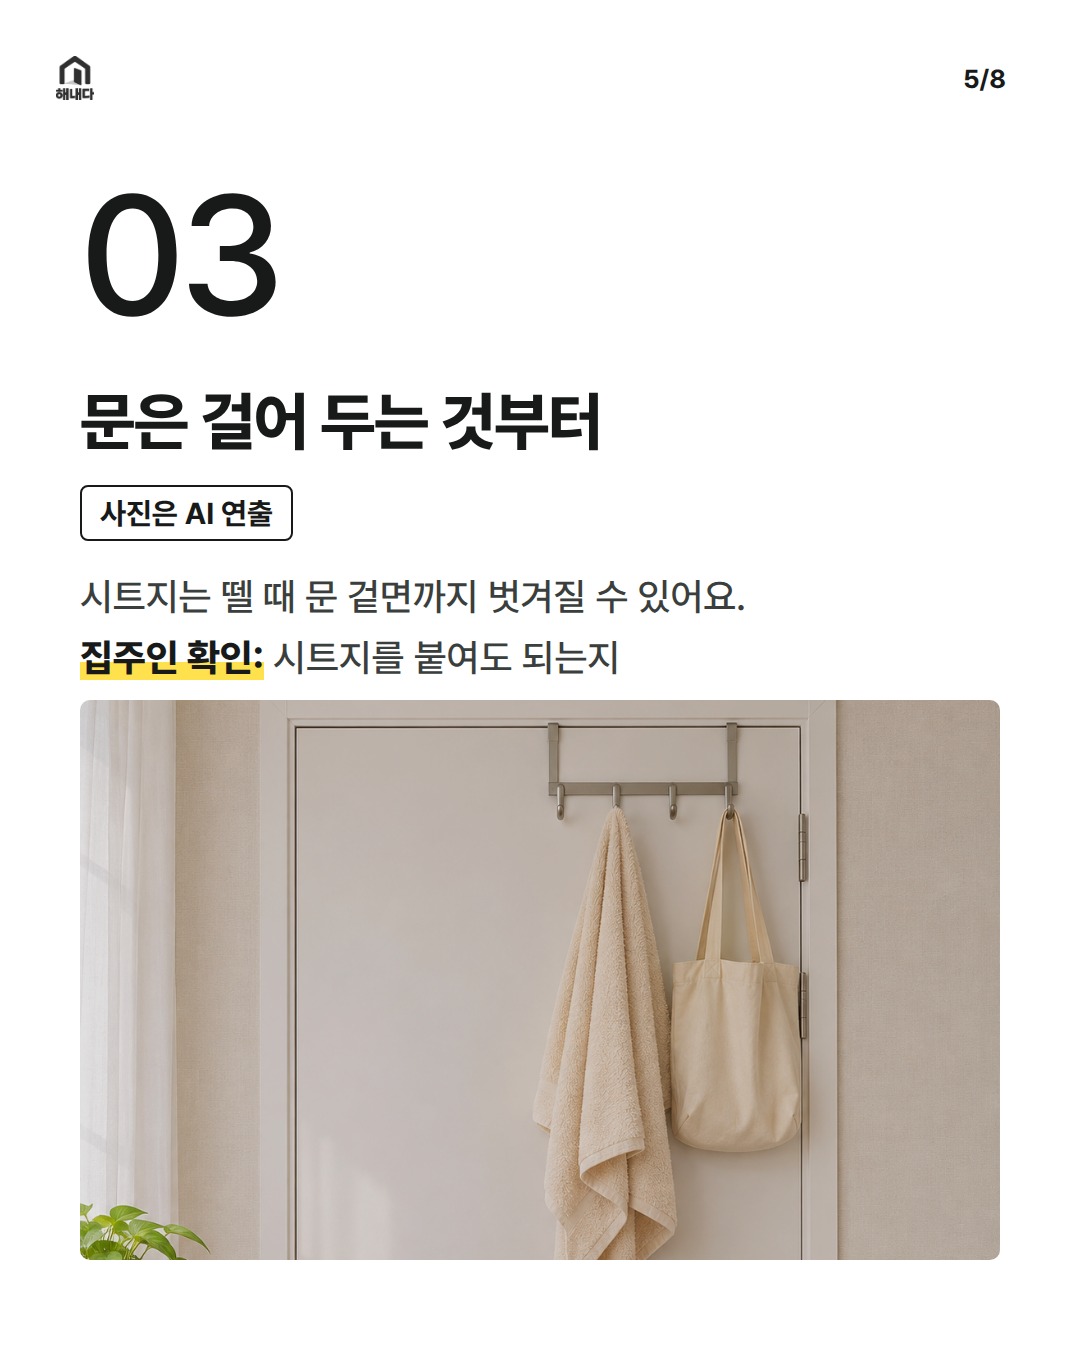 해내다
5/8
03
문은 걸어 두는 것부터
사진은 AI 연출
시트지는 뗄 때 문 겉면까지 벗겨질 수 있어요.
집주인 확인: 시트지를 붙여도 되는지